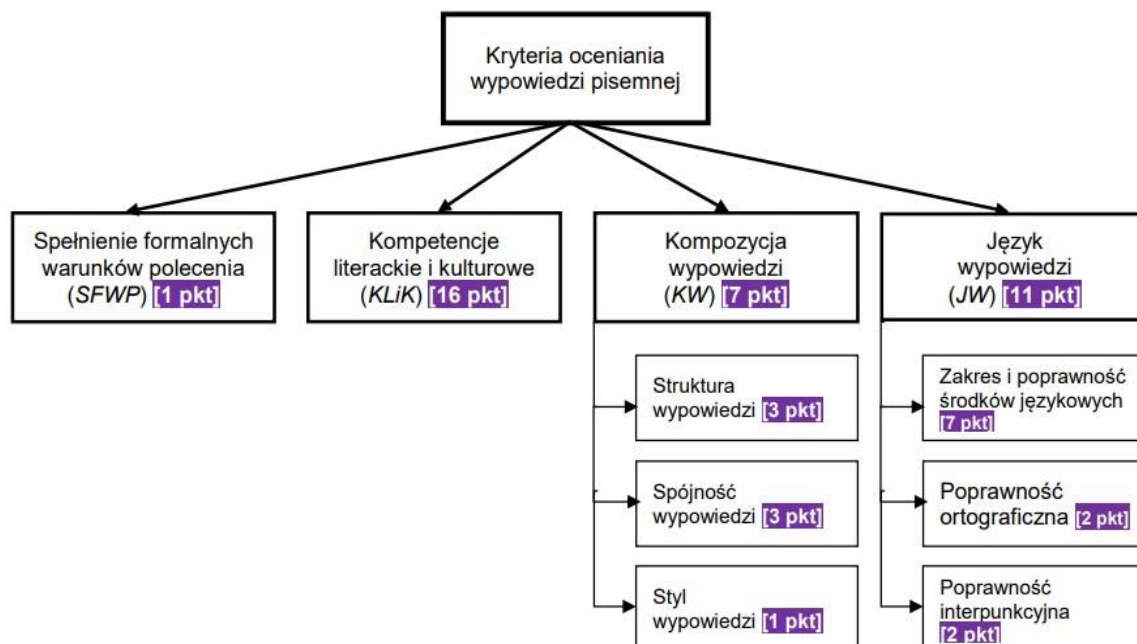 Kryteria oceniania
wypowiedzi pisemnej
Spełnienie formalnych
warunków polecenia
(SFWP) [1 pkt]
Kompetencje
literackie i kulturowe
(KLiK) [16 pkt]
Kompozycja
wypowiedzi
(KW) [7 pkt]
Język
wypowiedzi
(JW) [11 pkt]
Struktura
wypowiedzi [3 pkt]
Spójność
wypowiedzi [3 pkt]
Styl
wypowiedzi [1 pkt]
Zakres i poprawność
środków językowych
[7 pkt]
Poprawność
ortograficzna [2 pkt]
Poprawność
interpunkcyjna
[2 pkt]